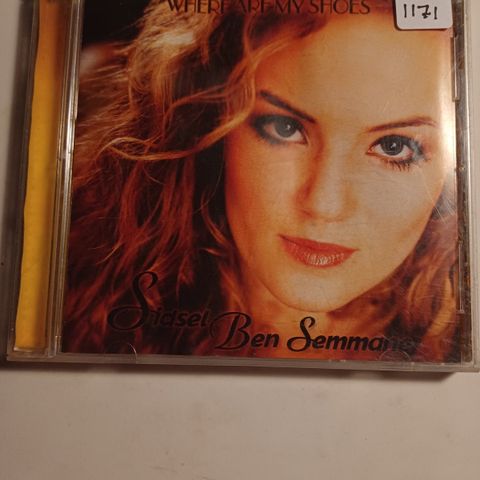 WHERE ARE MY SHOES
1171
Sidsel Ben Semmane